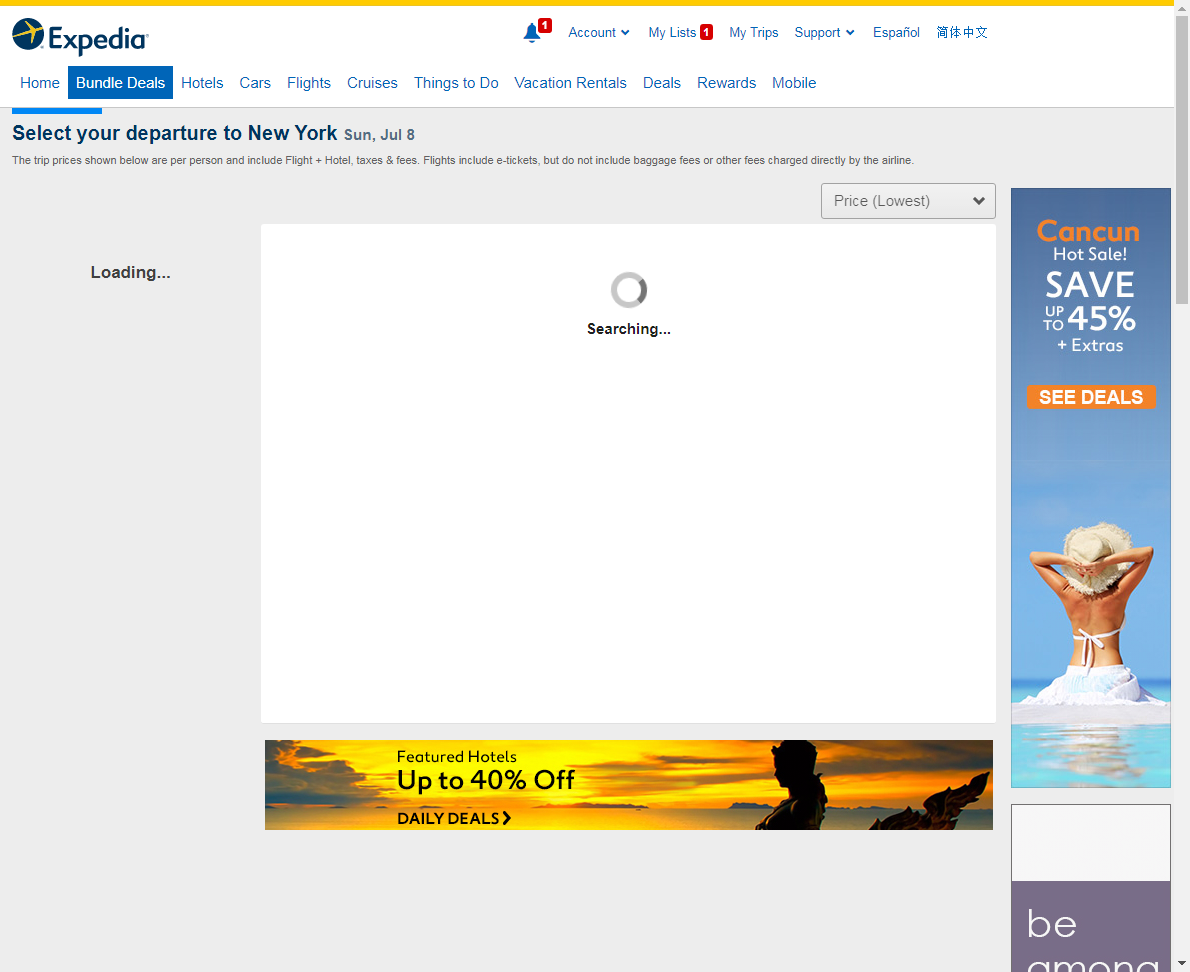 Expedia
1
Account
My Lists 1
My Trips
Support
Español
简体中文
Home
Bundle Deals
Hotels
Cars
Flights
Cruises
Things to Do
Vacation Rentals
Deals
Rewards
Mobile
Select your departure to New York Sun, Jul 8
The trip prices shown below are per person and include Flight + Hotel, taxes & fees. Flights include e-tickets, but do not include baggage fees or other fees charged directly by the airline.
Price (Lowest)
Loading...
Searching...
Cancun
Hot Sale!
SAVE
UP TO 45%
+ Extras
SEE DEALS
Featured Hotels
Up to 40% Off
DAILY DEALS
be
among